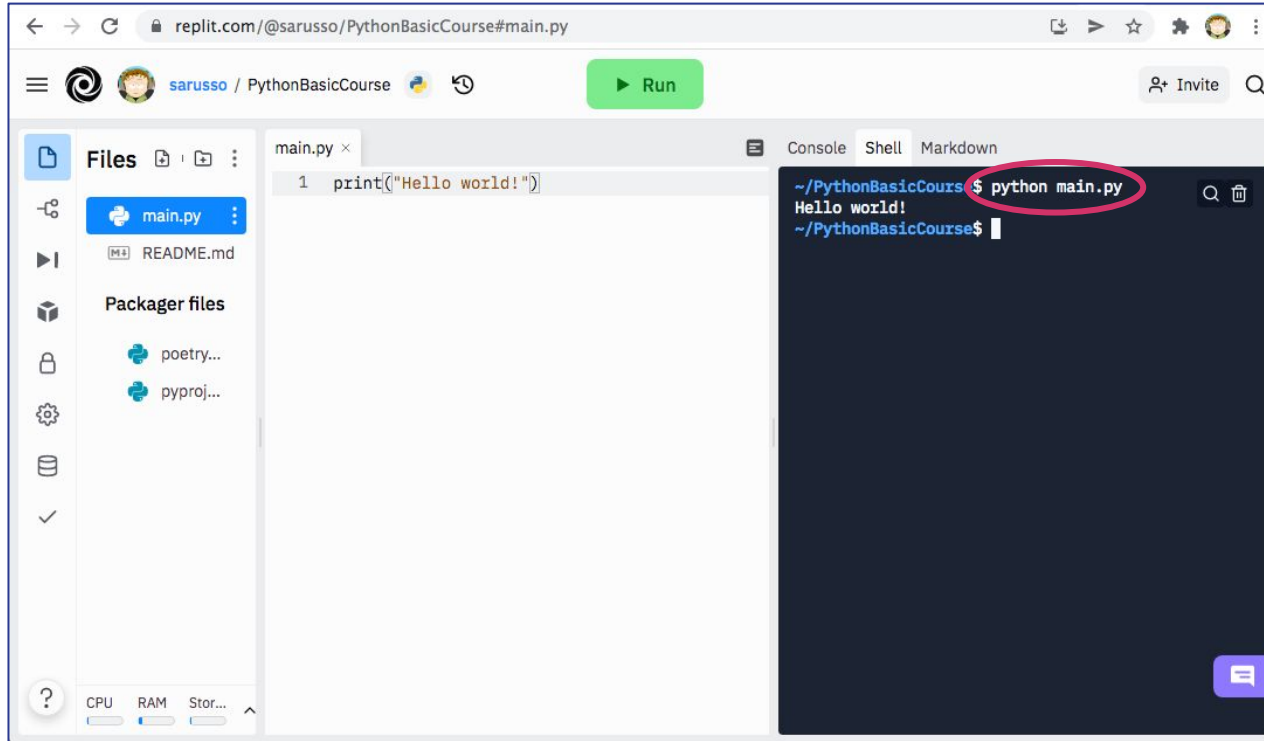 replit.com/@sarusso/PythonBasicCourse#main.py
sarusso / PythonBasicCourse
Run
Invite
Files
main.py
README.md
Packager files
poetry...
pyproj...
CPU RAM Stor...
?
main.py ×
1 print("Hello world!")
Console Shell Markdown
~/PythonBasicCourse$ python main.py
Hello world!
~/PythonBasicCourse$